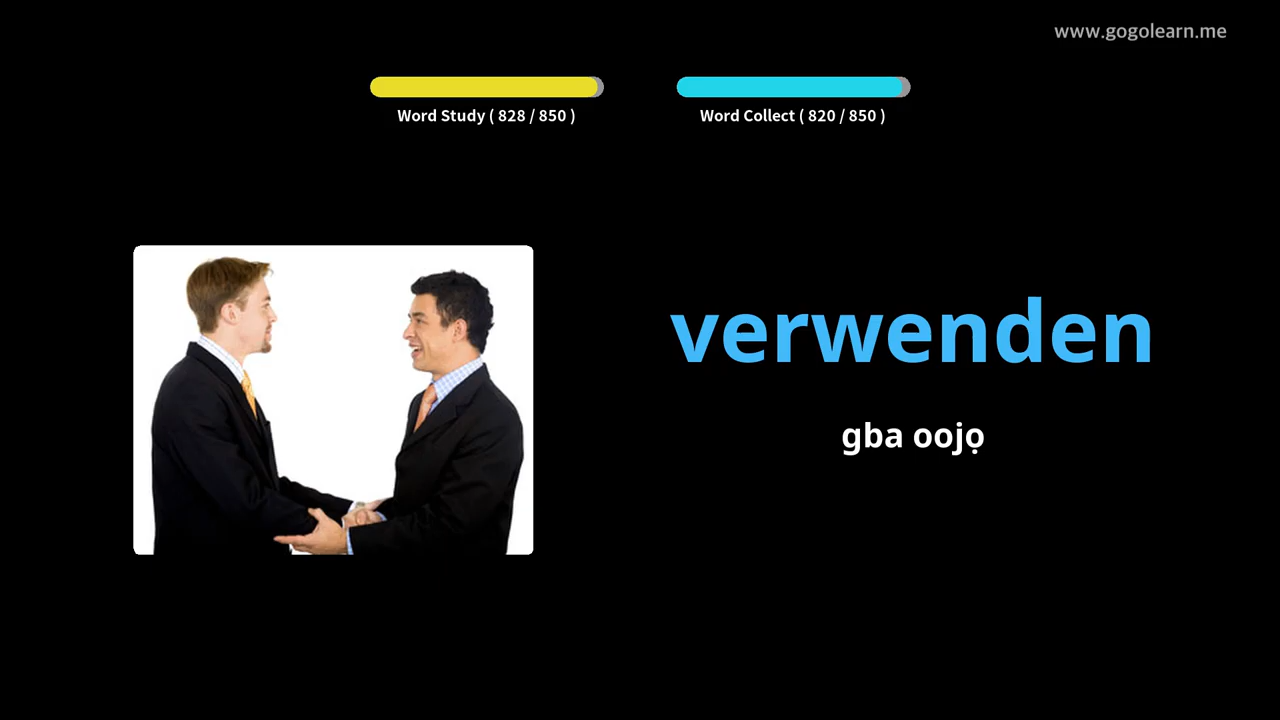 www.gogolearn.me
Word Study ( 828 / 850 )
Word Collect ( 820 / 850 )
verwenden
gba oojọ